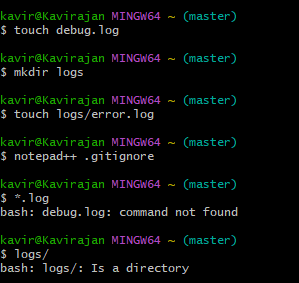 kavir@Kavirajan MINGW64 ~ (master)
$ touch debug.log
kavir@Kavirajan MINGW64 ~ (master)
$ mkdir logs
kavir@Kavirajan MINGW64 ~ (master)
$ touch logs/error.log
kavir@Kavirajan MINGW64 ~ (master)
$ notepad++ .gitignore
kavir@Kavirajan MINGW64 ~ (master)
$ *.log
bash: debug.log: command not found
kavir@Kavirajan MINGW64 ~ (master)
$ logs/
bash: logs/: Is a directory